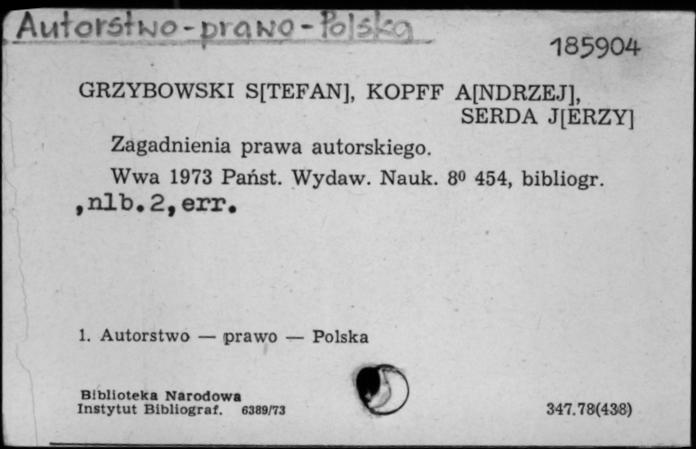 Autorstwo-prawo-Polska
185904
GRZYBOWSKI S[TEFAN], KOPFF A[NDRZEJ],
SERDA J[ERZY]
Zagadnienia prawa autorskiego.
Wwa 1973 Państ. Wydaw. Nauk. 8⁰ 454, bibliogr.
,nlb.2,err.
1. Autorstwo — prawo — Polska
Biblioteka Narodowa
Instytut Bibliograf. 6389/73
347.78(438)